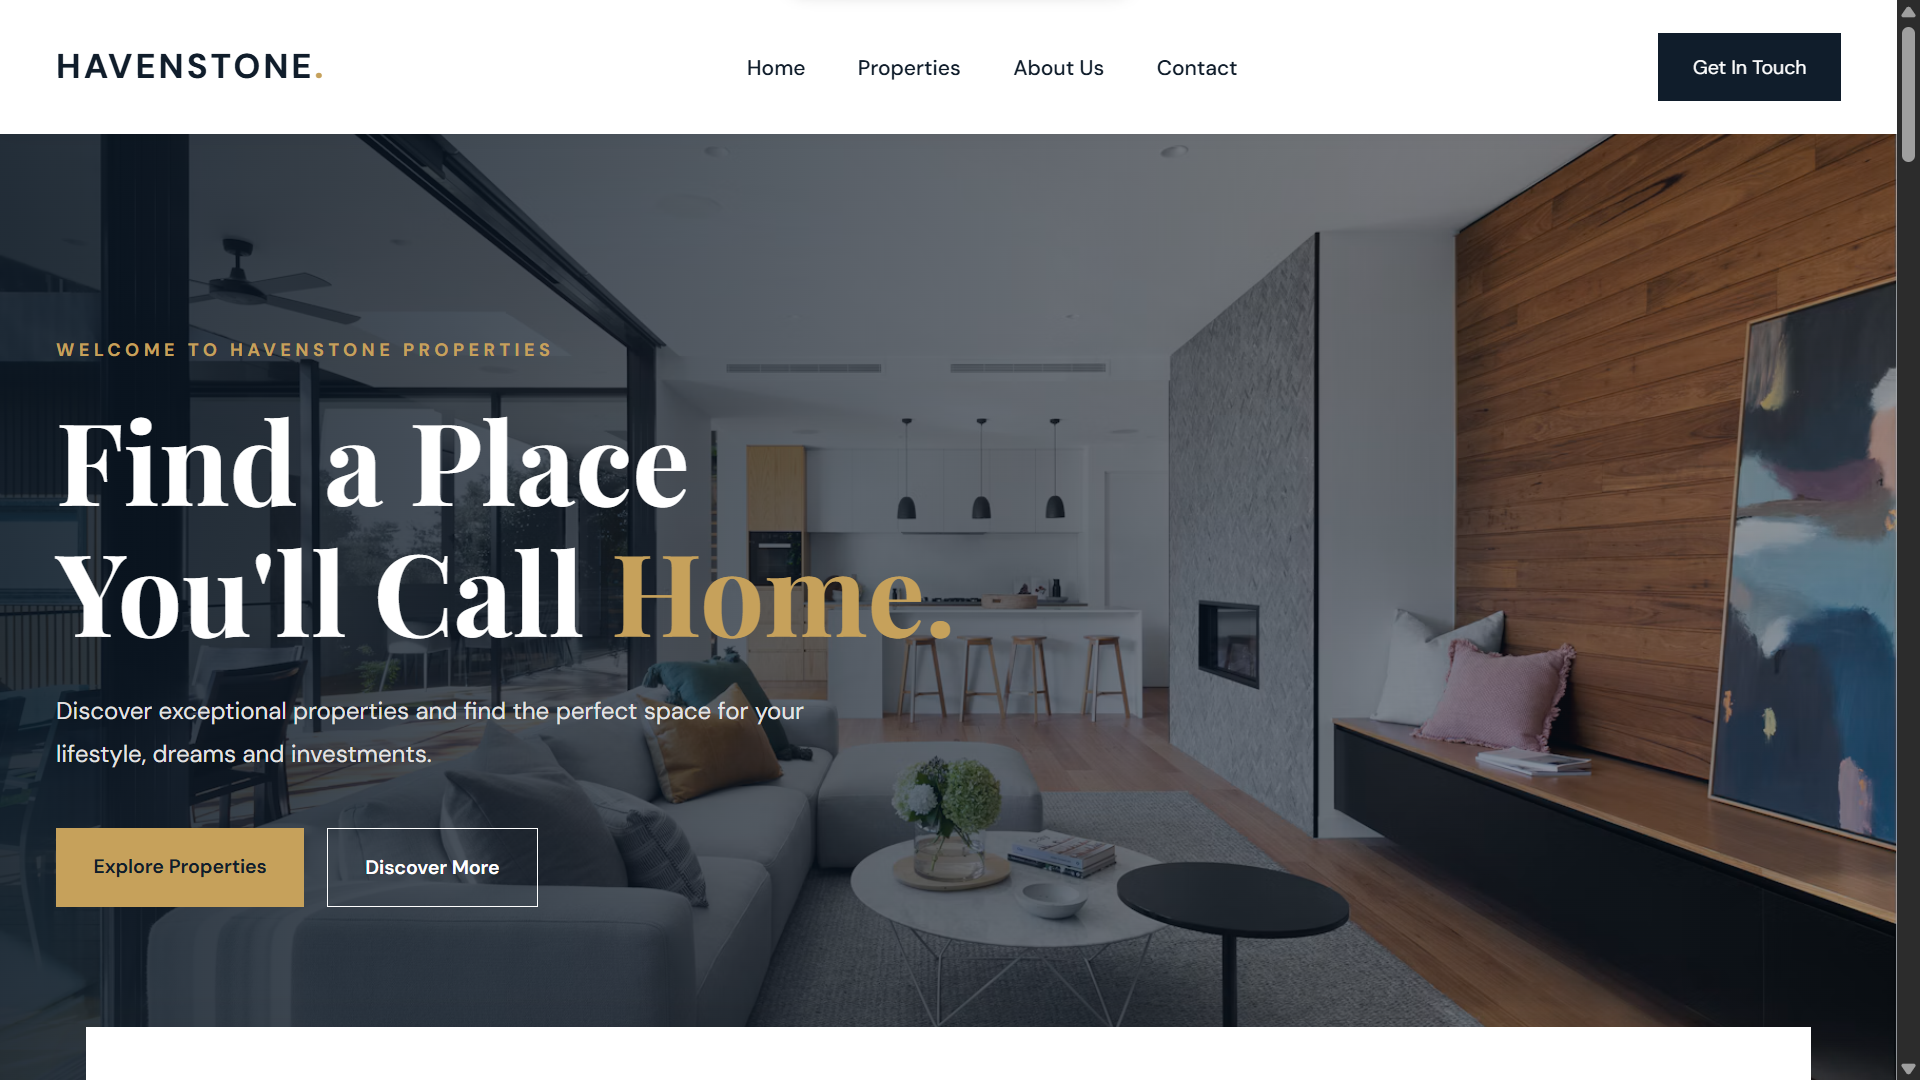 HAVENSTONE.
Home
Properties
About Us
Contact
Get In Touch
WELCOME TO HAVENSTONE PROPERTIES
Find a Place
You'll Call Home.
Discover exceptional properties and find the perfect space for your
lifestyle, dreams and investments.
Explore Properties
Discover More